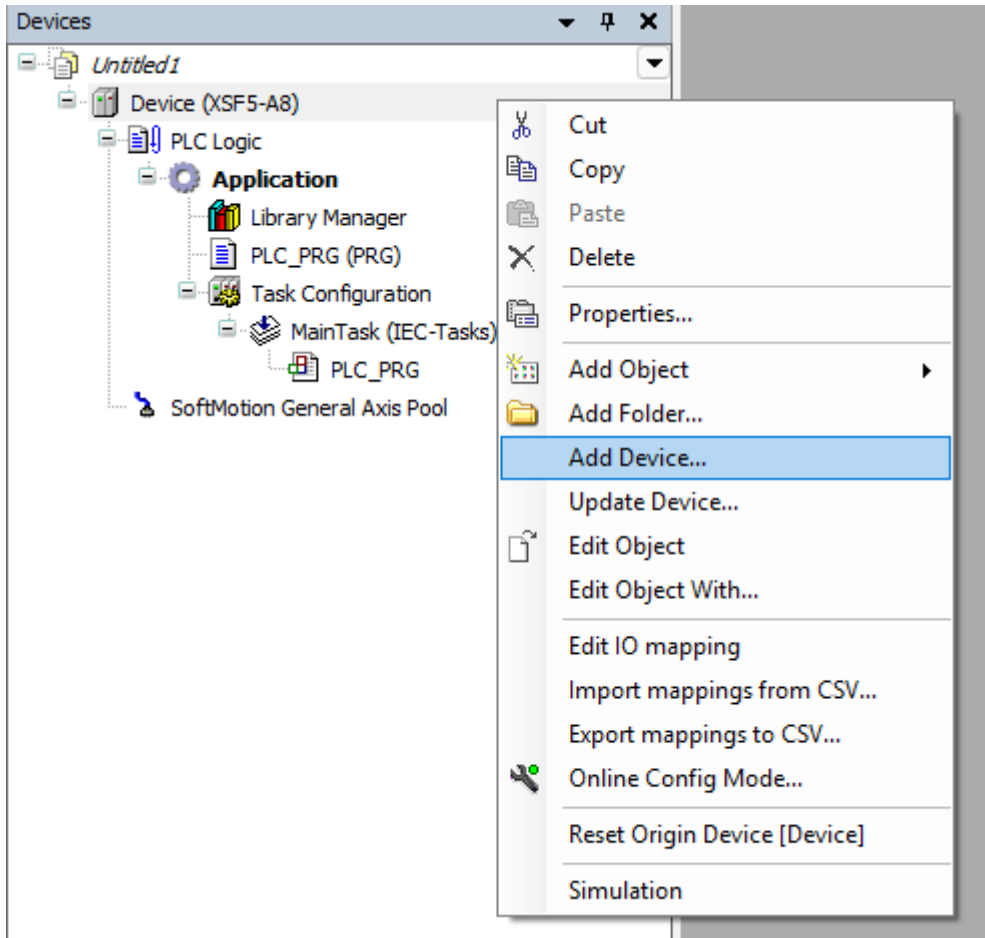 Devices
Untitled1
Device (XSF5-A8)
PLC Logic
Application
Library Manager
PLC_PRG (PRG)
Task Configuration
MainTask (IEC-Tasks)
PLC_PRG
SoftMotion General Axis Pool
Cut
Copy
Paste
Delete
Properties...
Add Object
Add Folder...
Add Device...
Update Device...
Edit Object
Edit Object With...
Edit IO mapping
Import mappings from CSV...
Export mappings to CSV...
Online Config Mode...
Reset Origin Device [Device]
Simulation